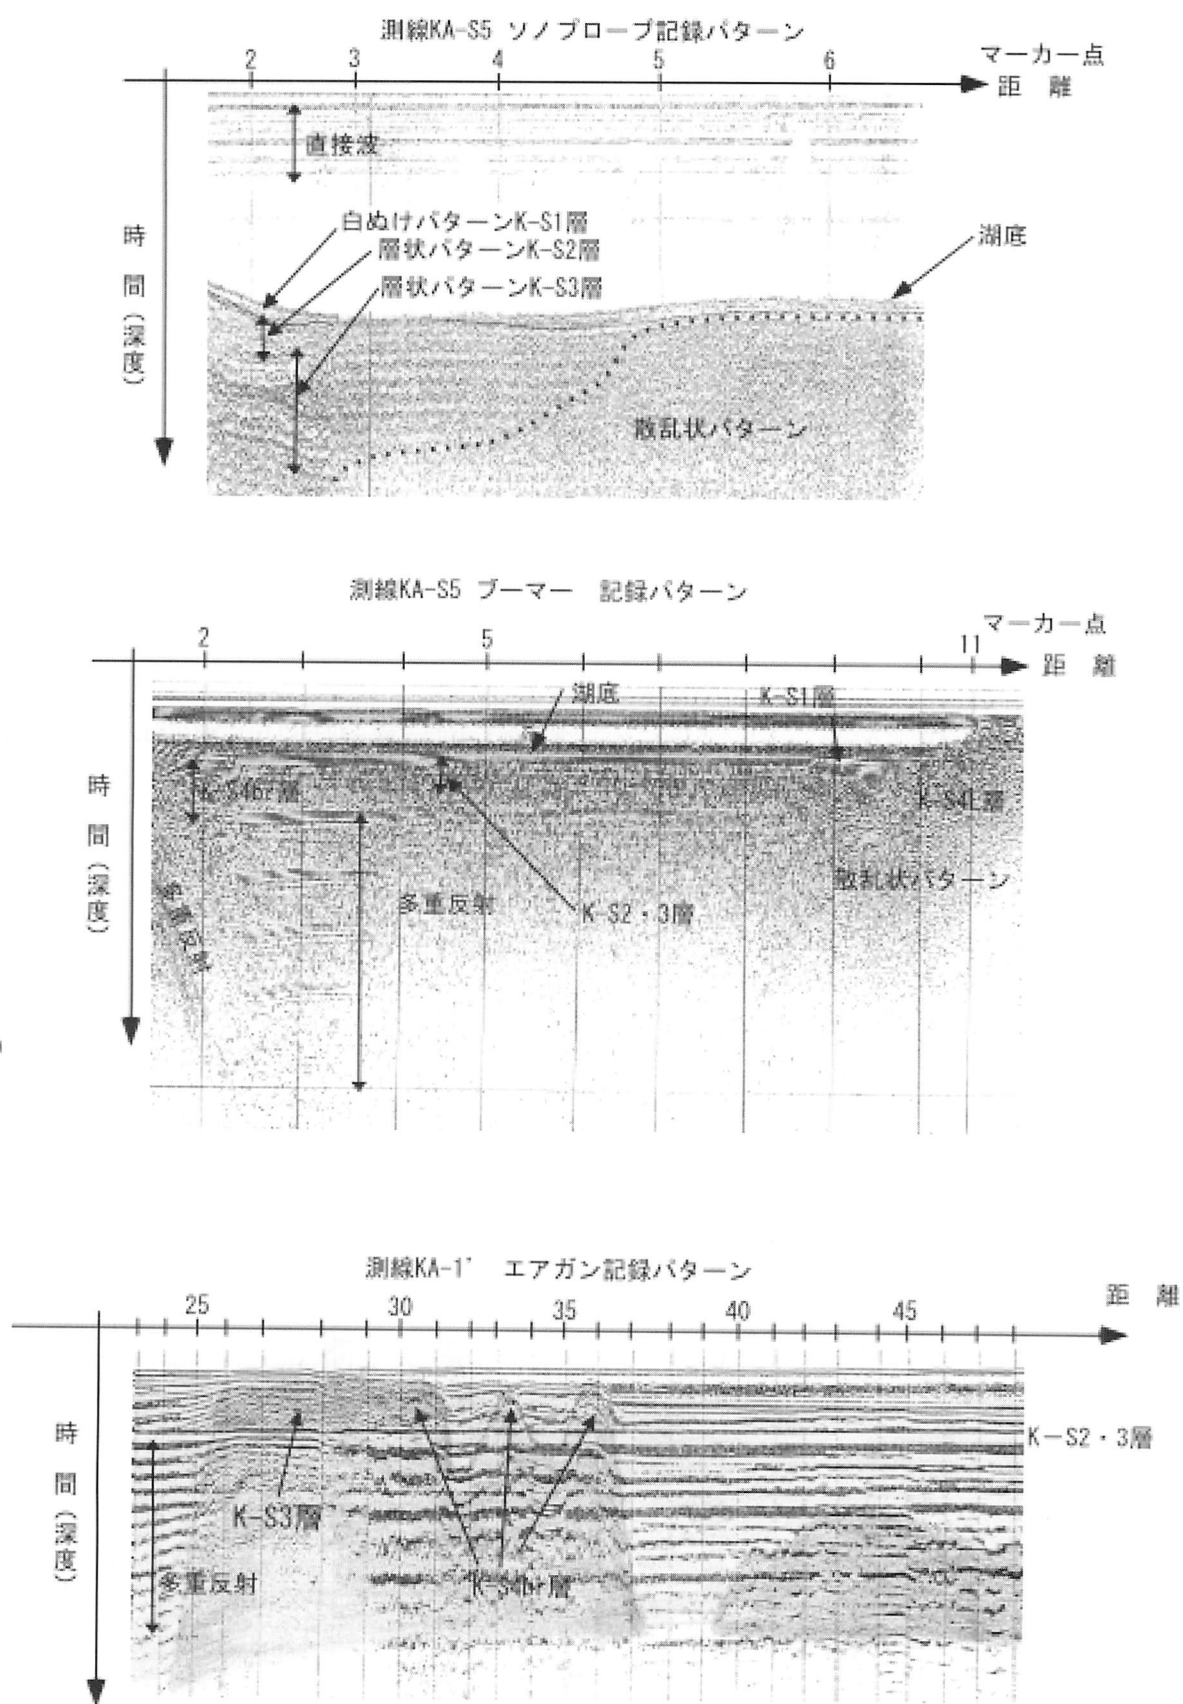 測線KA-S5 ソノプローブ記録パターン
2 3 4 5 6 マーカー点
距 離
直接波
白ぬけパターンK-S1層
層状パターンK-S2層
層状パターンK-S3層
湖底
時間(深度)
散乱状パターン
測線KA-S5 ブーマー 記録パターン
2 5 11 マーカー点
距 離
湖底
K-S1層
時間(深度)
K-S4br層
K-S4L層
散乱状パターン
多重反射
多重反射
K-S2・3層
測線KA-1' エアガン記録パターン
25 30 35 40 45 距 離
時間(深度)
K-S2・3層
K-S3層
多重反射
K-S4br層